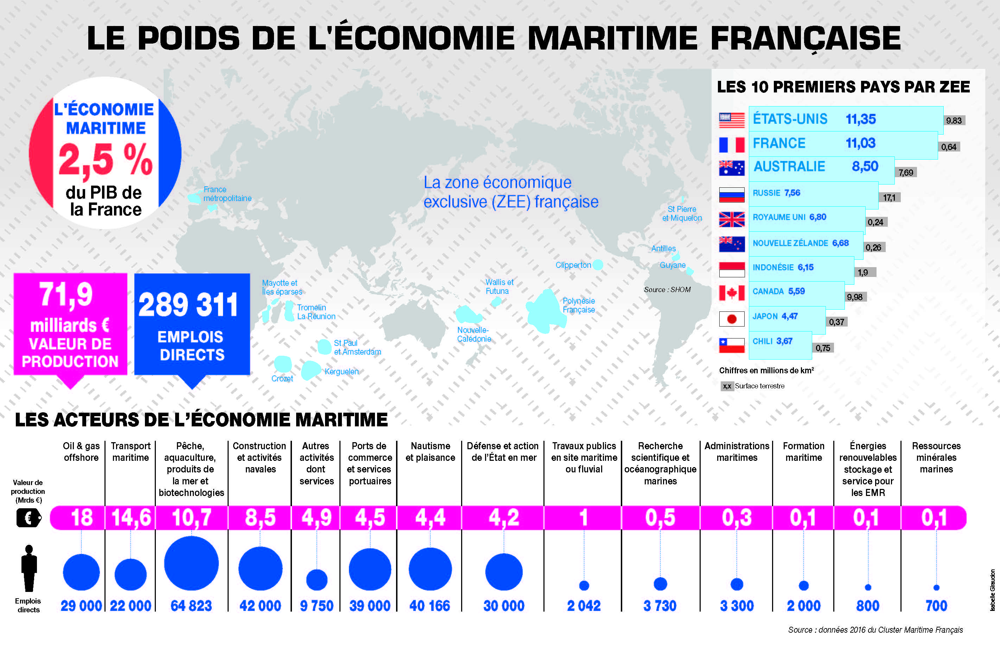 LE POIDS DE L'ÉCONOMIE MARITIME FRANÇAISE
L'ÉCONOMIE
MARITIME
2,5 %
du PIB de
la France
71,9
milliards €
VALEUR DE
PRODUCTION
289 311
EMPLOIS
DIRECTS
La zone économique
exclusive (ZEE) française
France
métropolitaine
St Pierre
et Miquelon
Antilles
Guyane
Clipperton
Source : SHOM
Mayotte et
Îles éparses
Tromelin
La Réunion
Wallis et
Futuna
Polynésie
Française
Nouvelle-
Calédonie
St Paul
et Amsterdam
Kerguelen
Crozet
LES 10 PREMIERS PAYS PAR ZEE
ÉTATS-UNIS 11,35 9.83
FRANCE 11,03 0,64
AUSTRALIE 8,50 7,69
RUSSIE 7,56 17,1
ROYAUME UNI 6,80 0,24
NOUVELLE ZÉLANDE 6,68 0,26
INDONÉSIE 6,15 1,9
CANADA 5,59 9,98
JAPON 4,47 0,37
CHILI 3,67 0,75
Chiffres en millions de km²
x,x Surface terrestre
LES ACTEURS DE L'ÉCONOMIE MARITIME
Oil & gas
offshore
Transport
maritime
Pêche,
aquaculture,
produits de
la mer et
biotechnologies
Construction
et activités
navales
Autres
activités
dont
services
Ports de
commerce
et services
portuaires
Nautisme
et plaisance
Défense et action
de l'État en mer
Travaux publics
en site maritime
ou fluvial
Recherche
scientifique et
océanographique
marines
Administrations
maritimes
Formation
maritime
Énergies
renouvelables
stockage et
service pour
les EMR
Ressources
minérales
marines
Valeur de
production
(Mrds €)
€ 18 14,6 10,7 8,5 4,9 4,5 4,4 4,2 1 0,5 0,3 0,1 0,1 0,1
Emplois
directs
29 000 22 000 64 823 42 000 9 750 39 000 40 166 30 000 2 042 3 730 3 300 2 000 800 700
Isabelle Giraudon
Source : données 2016 du Cluster Maritime Français